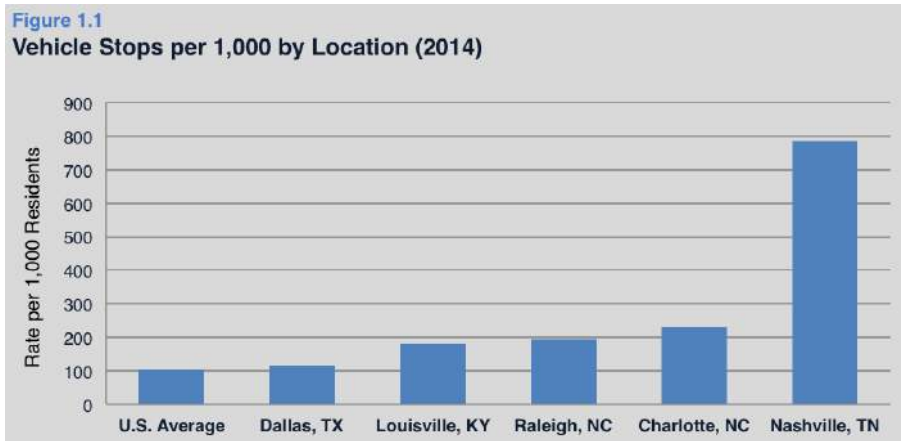 Figure 1.1
Vehicle Stops per 1,000 by Location (2014)
Rate per 1,000 Residents
900
800
700
600
500
400
300
200
100
0
U.S. Average Dallas, TX Louisville, KY Raleigh, NC Charlotte, NC Nashville, TN